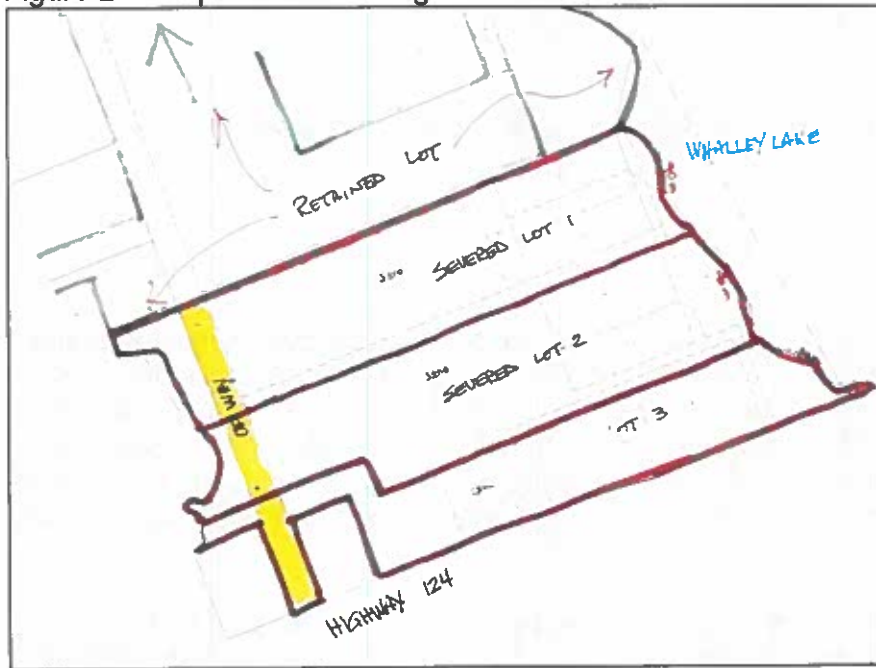 WHALLEY LAKE
RETAINED LOT
SEVERED LOT 1
SEVERED LOT 2
LOT 3
HIGHWAY 124